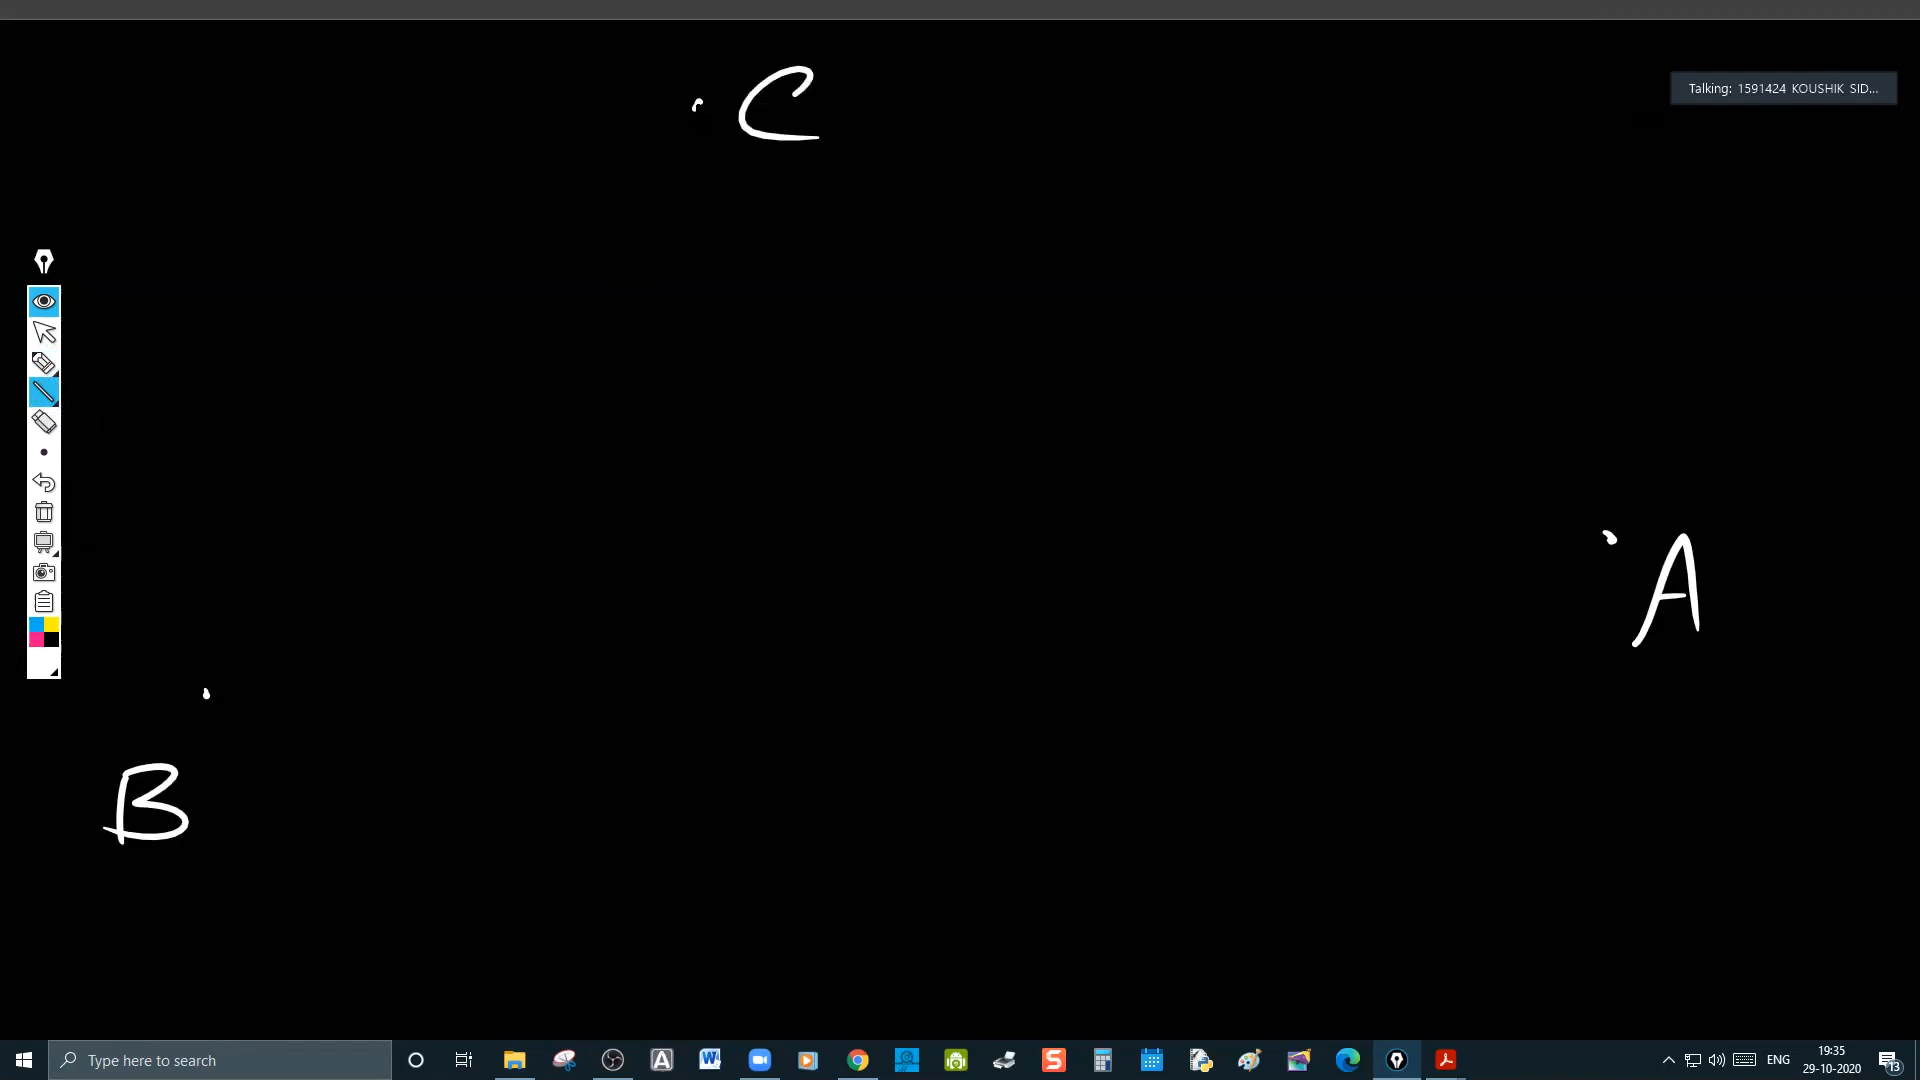 C
Talking: 1591424 KOUSHIK SID...
A
B
Type here to search
ENG
19:35
29-10-2020
13